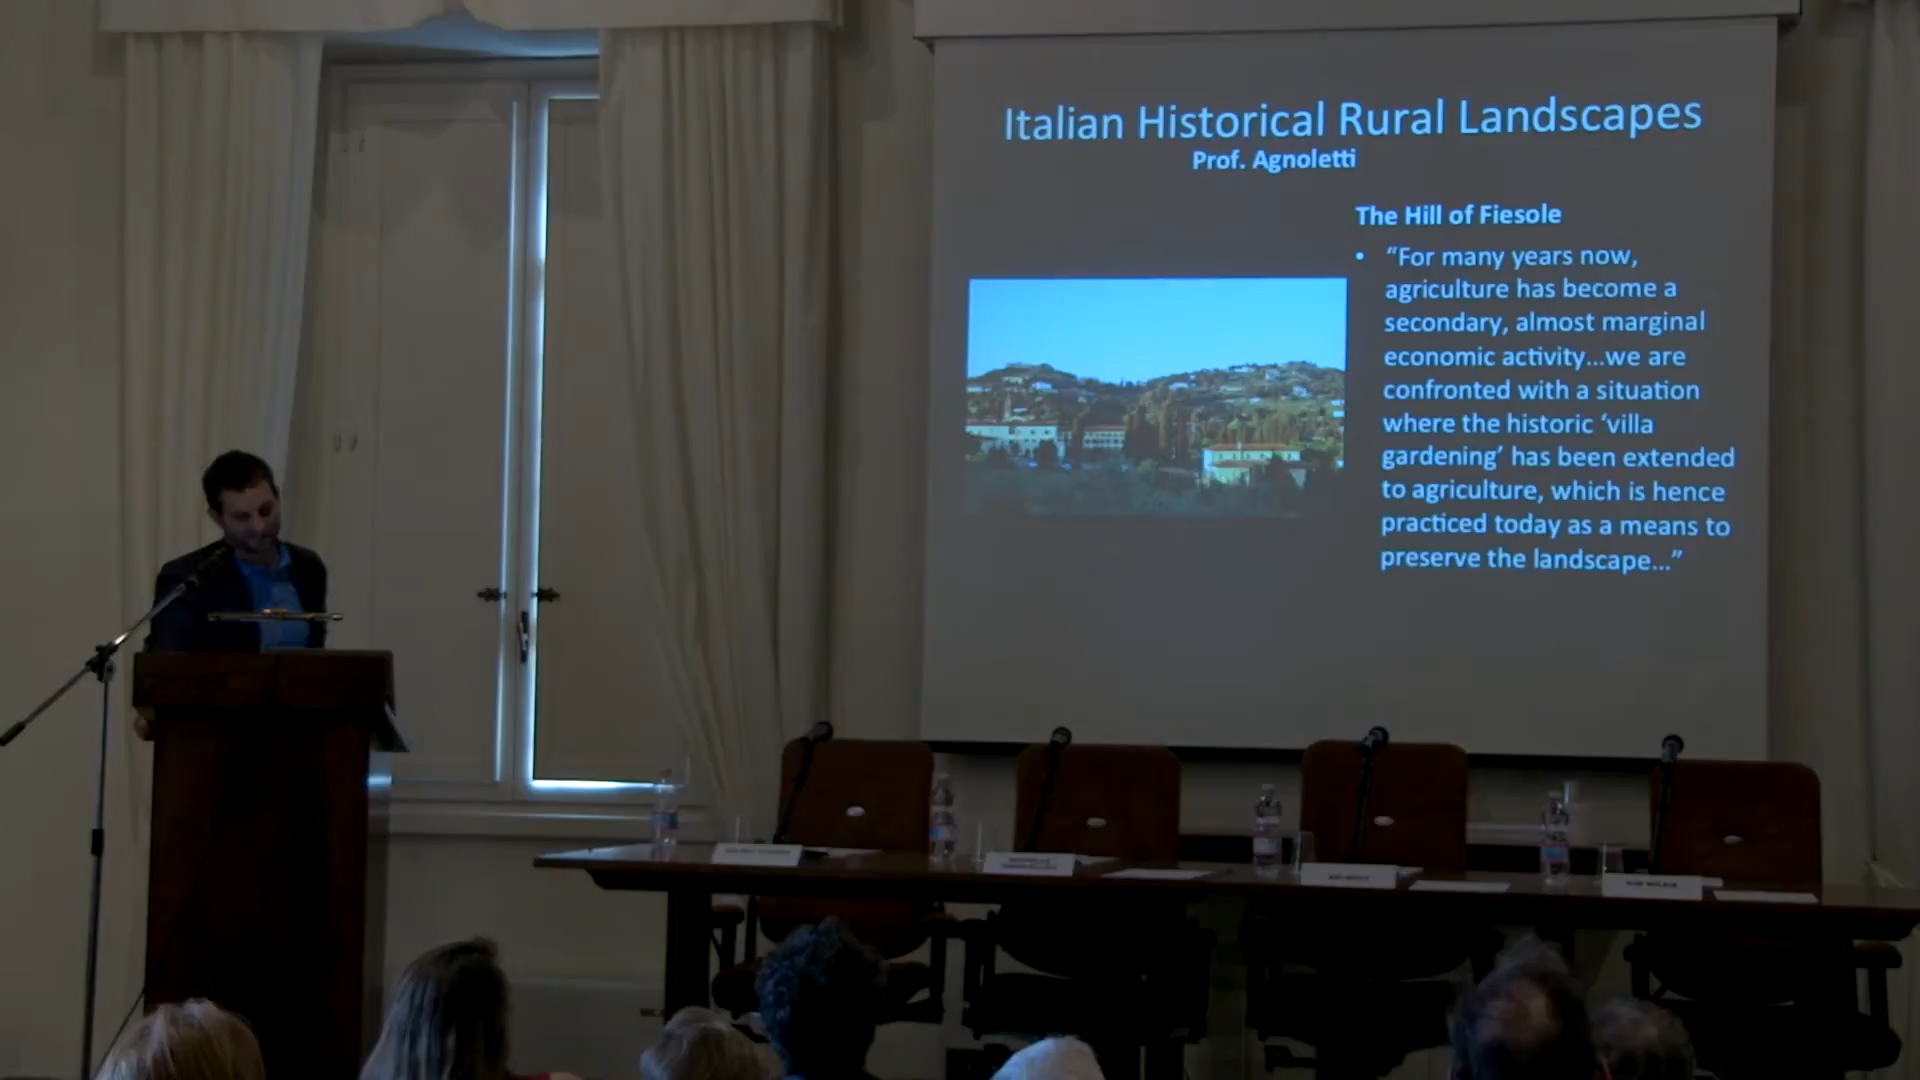 Italian Historical Rural Landscapes
Prof. Agnoletti
The Hill of Fiesole
• “For many years now,
agriculture has become a
secondary, almost marginal
economic activity...we are
confronted with a situation
where the historic ‘villa
gardening’ has been extended
to agriculture, which is hence
practiced today as a means to
preserve the landscape...”